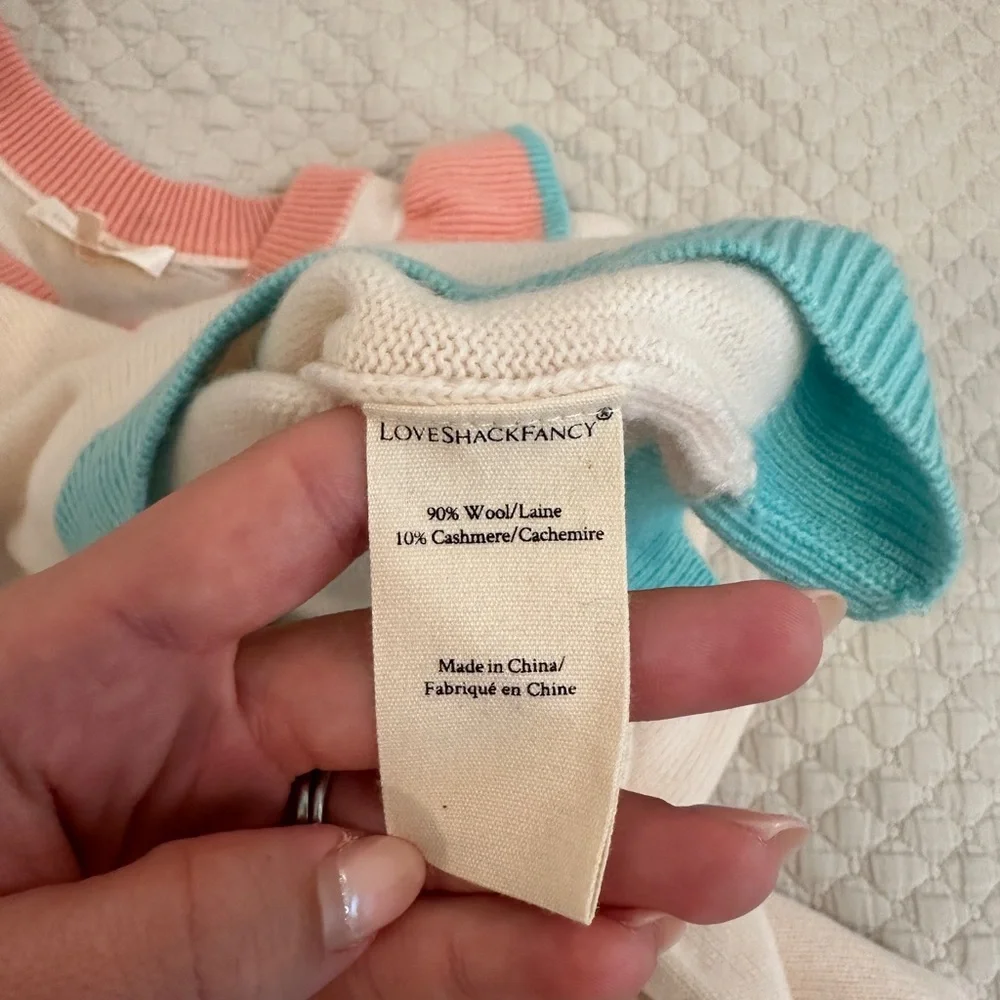 LOVESHACKFANCY®
90% Wool/Laine
10% Cashmere/Cachemire
Made in China/
Fabriqué en Chine